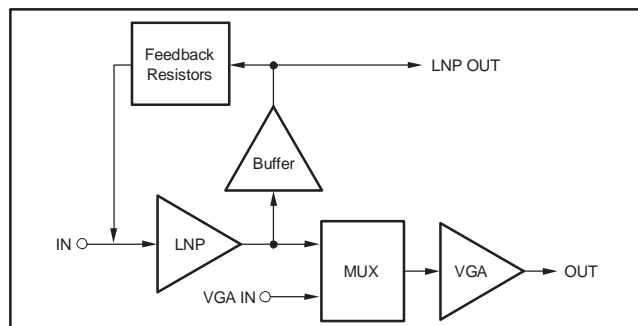 Feedback
Resistors
LNP OUT
Buffer
IN
LNP
MUX
VGA
OUT
VGA IN